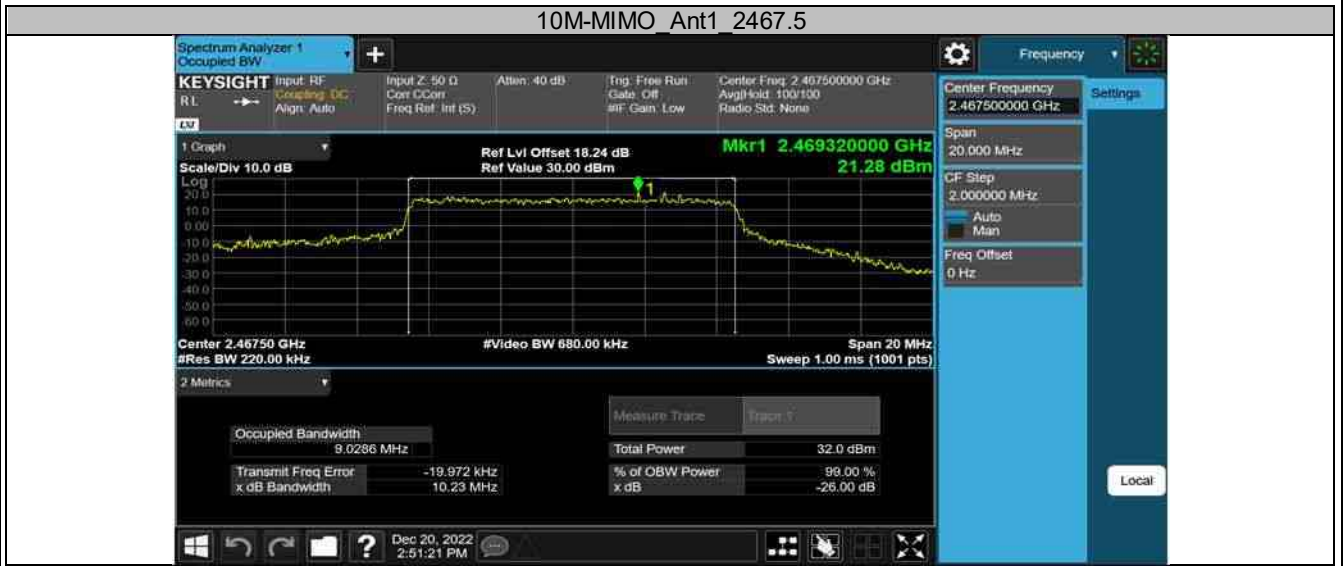 10M-MIMO_Ant1_2467.5
Spectrum Analyzer 1
Occupied BW
Frequency
KEYSIGHT
RL
LXI
Input: RF
Coupling: DC
Align: Auto
Input Z: 50 Ω
Corr CCorr
Freq Ref: Int (S)
Atten: 40 dB
Trig: Free Run
Gate: Off
#IF Gain: Low
Center Freq: 2.467500000 GHz
Avg|Hold: 100/100
Radio Std: None
Center Frequency
2.467500000 GHz
Settings
Span
20.000 MHz
CF Step
2.000000 MHz
Auto
Man
Freq Offset
0 Hz
1 Graph
Scale/Div 10.0 dB
Ref Lvl Offset 18.24 dB
Ref Value 30.00 dBm
Mkr1 2.469320000 GHz
21.28 dBm
Log
20.0
10.0
0.00
-10.0
-20.0
-30.0
-40.0
-50.0
-60.0
1
Center 2.46750 GHz
#Res BW 220.00 kHz
#Video BW 680.00 kHz
Span 20 MHz
Sweep 1.00 ms (1001 pts)
2 Metrics
Measure Trace Trace 1
Occupied Bandwidth
9.0286 MHz
Total Power 32.0 dBm
Transmit Freq Error -19.972 kHz
% of OBW Power 99.00 %
x dB Bandwidth 10.23 MHz
x dB -26.00 dB
Local
? Dec 20, 2022
2:51:21 PM